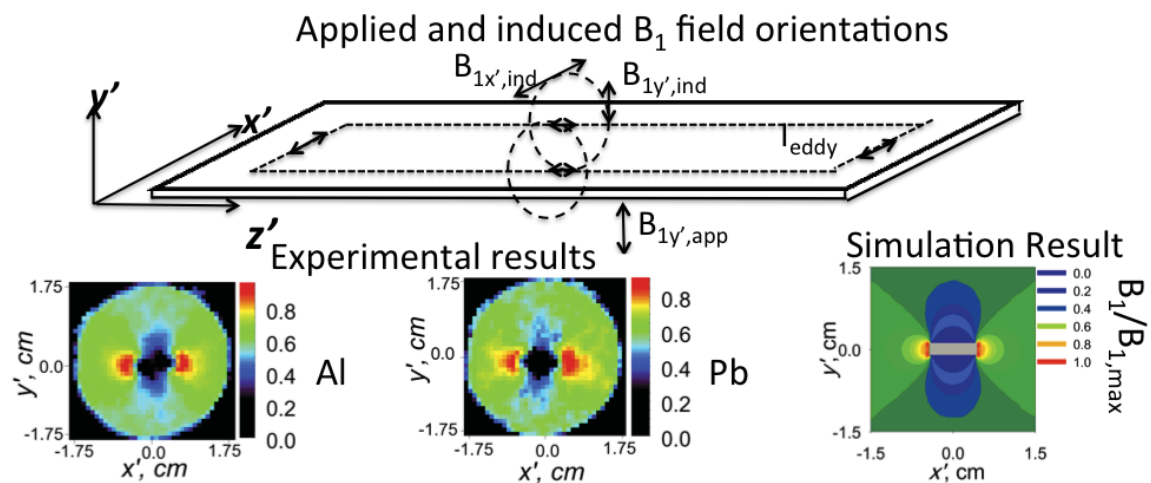 Applied and induced B1 field orientations
B1x',ind
B1y',ind
y'
x'
Ieddy
z'
B1y',app
Experimental results
Simulation Result
1.75
0.0
-1.75
y', cm
-1.75
0.0
1.75
x', cm
0.8
0.6
0.4
0.2
0.0
Al
1.75
0.0
-1.75
y', cm
-1.75
0.0
1.75
x', cm
0.8
0.6
0.4
0.2
0.0
Pb
1.5
0.0
-1.5
y', cm
-1.5
0.0
1.5
x', cm
0.0
0.2
0.4
0.6
0.8
1.0
B1/B1,max